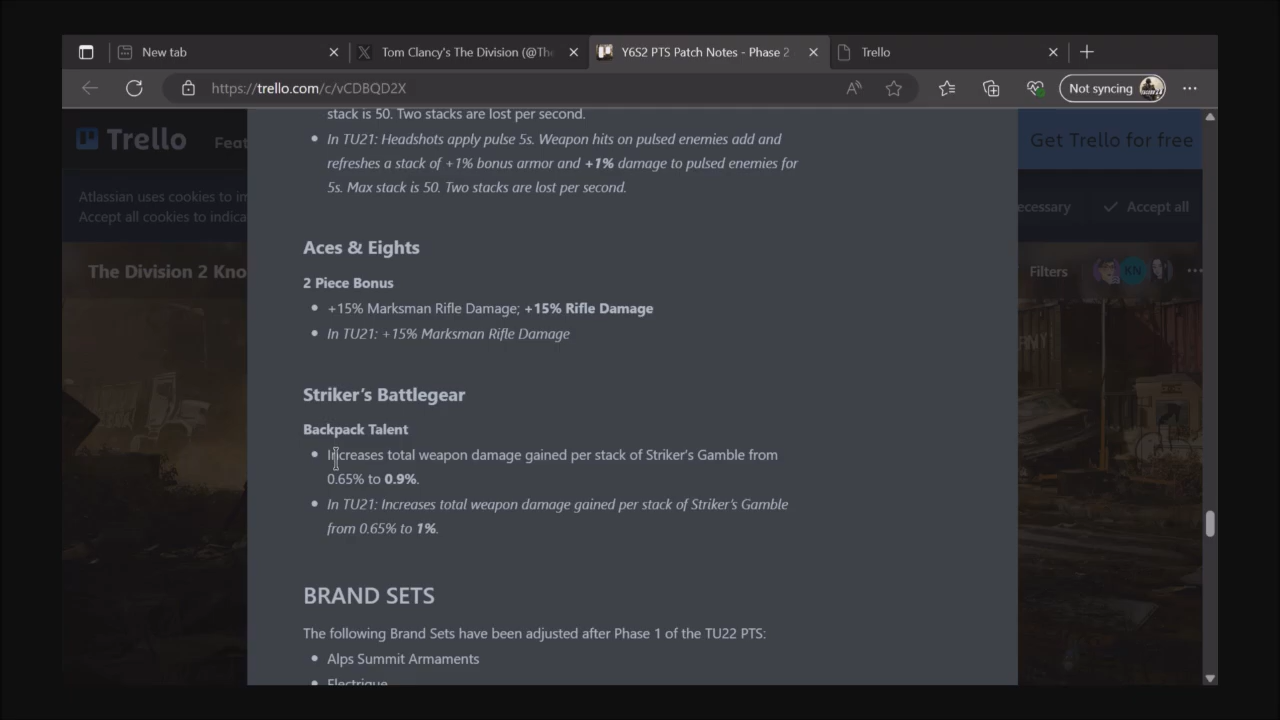 New tab
Tom Clancy's The Division (@The
Y6S2 PTS Patch Notes - Phase 2
Trello
https://trello.com/c/vCDBQD2X
Not syncing
stack is 50. Two stacks are lost per second.
In TU21: Headshots apply pulse 5s. Weapon hits on pulsed enemies add and
refreshes a stack of +1% bonus armor and +1% damage to pulsed enemies for
5s. Max stack is 50. Two stacks are lost per second.
Trello
Feat
Get Trello for free
Atlassian uses cookies to im
Accept all cookies to indica
ecessary
Accept all
Aces & Eights
The Division 2 Kno
Filters
KN
2 Piece Bonus
+15% Marksman Rifle Damage; +15% Rifle Damage
In TU21: +15% Marksman Rifle Damage
Striker's Battlegear
Backpack Talent
Increases total weapon damage gained per stack of Striker's Gamble from
0.65% to 0.9%.
In TU21: Increases total weapon damage gained per stack of Striker's Gamble
from 0.65% to 1%.
BRAND SETS
The following Brand Sets have been adjusted after Phase 1 of the TU22 PTS:
Alps Summit Armaments
Electrique